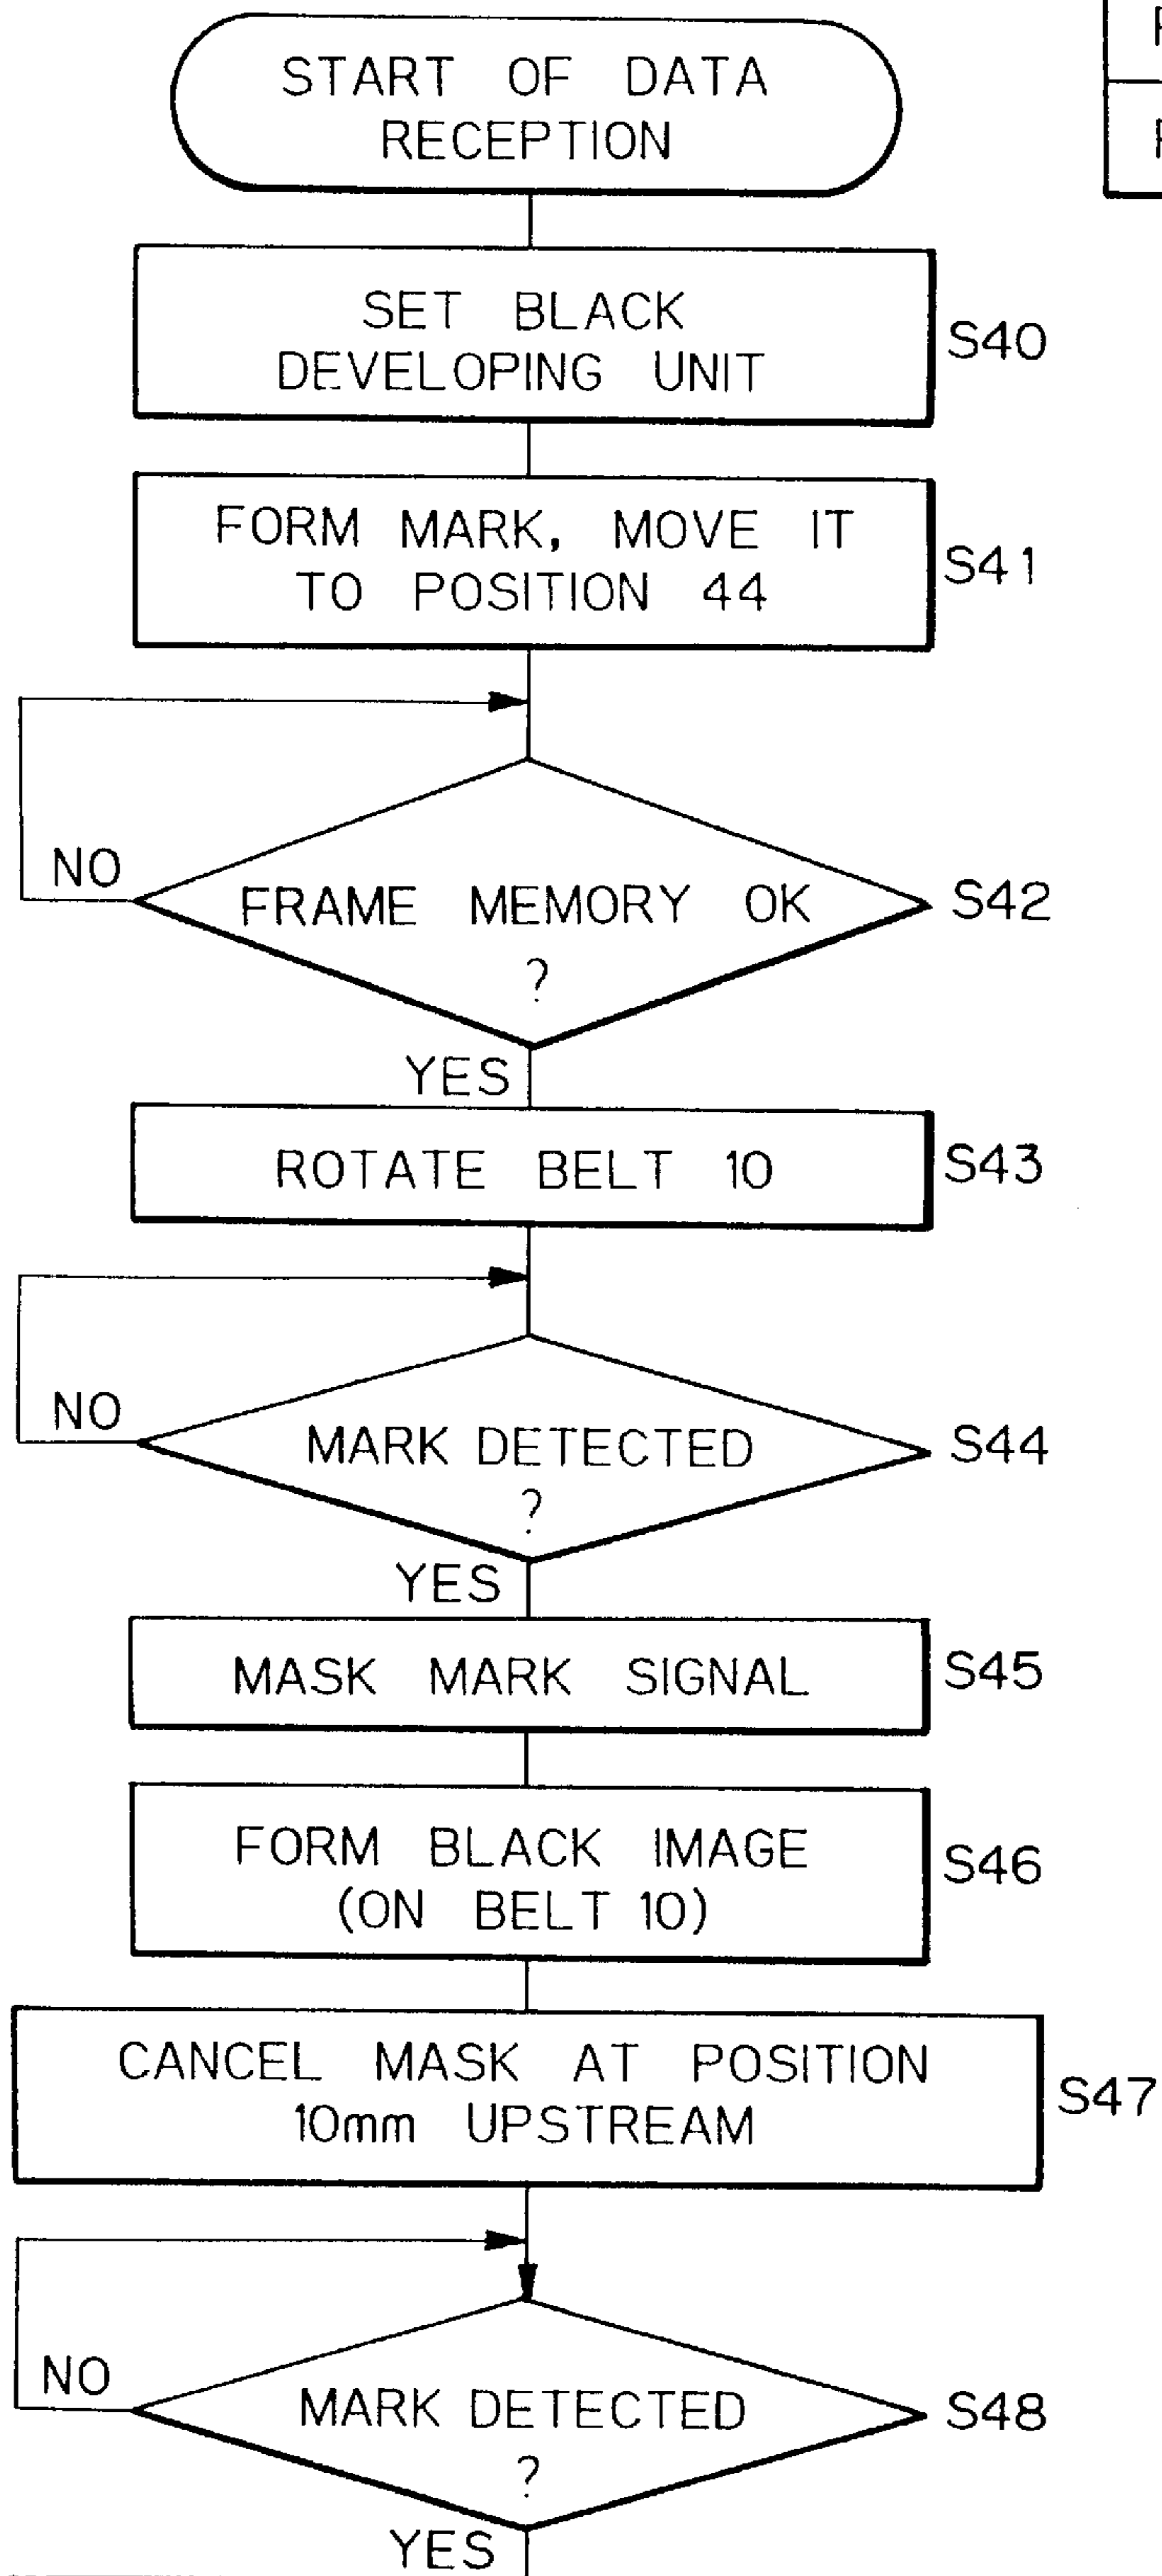 START OF DATA
RECEPTION
SET BLACK
DEVELOPING UNIT
S40
FORM MARK, MOVE IT
TO POSITION 44
S41
NO
FRAME MEMORY OK
?
S42
YES
ROTATE BELT 10
S43
NO
MARK DETECTED
?
S44
YES
MASK MARK SIGNAL
S45
FORM BLACK IMAGE
(ON BELT 10)
S46
CANCEL MASK AT POSITION
10mm UPSTREAM
S47
NO
MARK DETECTED
?
S48
YES